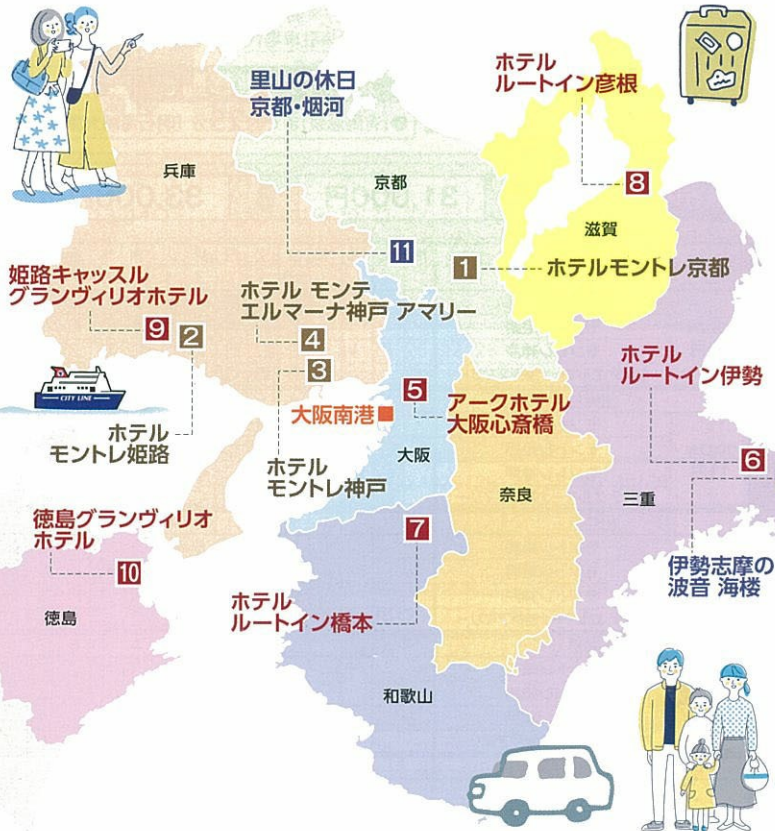 里山の休日
京都・烟河
ホテル
ルートイン彦根
兵庫
京都
8
滋賀
11
1
ホテルモントレ京都
姫路キャッスル
グランヴィリオホテル
ホテル モンテ
エルマーナ神戸 アマリー
9
2
4
3
ホテル
ルートイン伊勢
CITY LINE
大阪南港
5
アークホテル
大阪心斎橋
ホテル
モントレ姫路
ホテル
モントレ神戸
大阪
6
奈良
三重
徳島グランヴィリオ
ホテル
7
10
伊勢志摩の
波音 海楼
ホテル
ルートイン橋本
徳島
和歌山